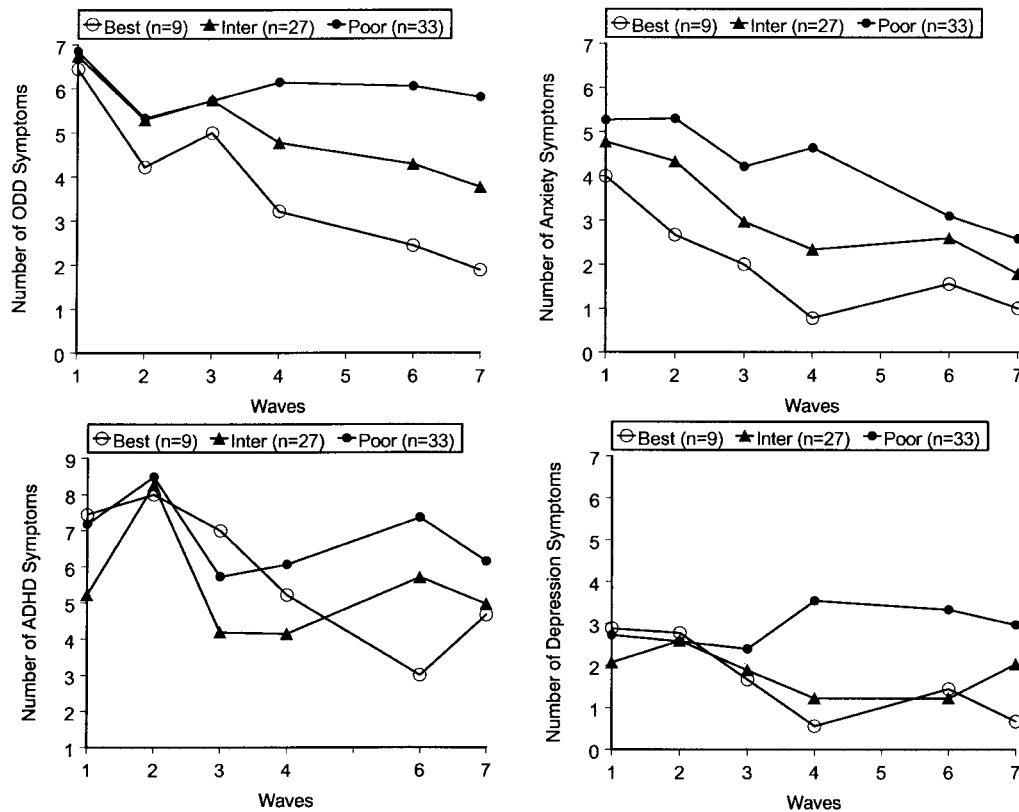 Best (n=9) Inter (n=27) Poor (n=33)
7
6
5
4
3
2
1
0
Number of ODD Symptoms
1 2 3 4 5 6 7
Waves
Best (n=9) Inter (n=27) Poor (n=33)
7
6
5
4
3
2
1
0
Number of Anxiety Symptoms
1 2 3 4 5 6 7
Waves
Best (n=9) Inter (n=27) Poor (n=33)
9
8
7
6
5
4
3
2
1
Number of ADHD Symptoms
1 2 3 4 5 6 7
Waves
Best (n=9) Inter (n=27) Poor (n=33)
7
6
5
4
3
2
1
0
Number of Depression Symptoms
1 2 3 4 5 6 7
Waves